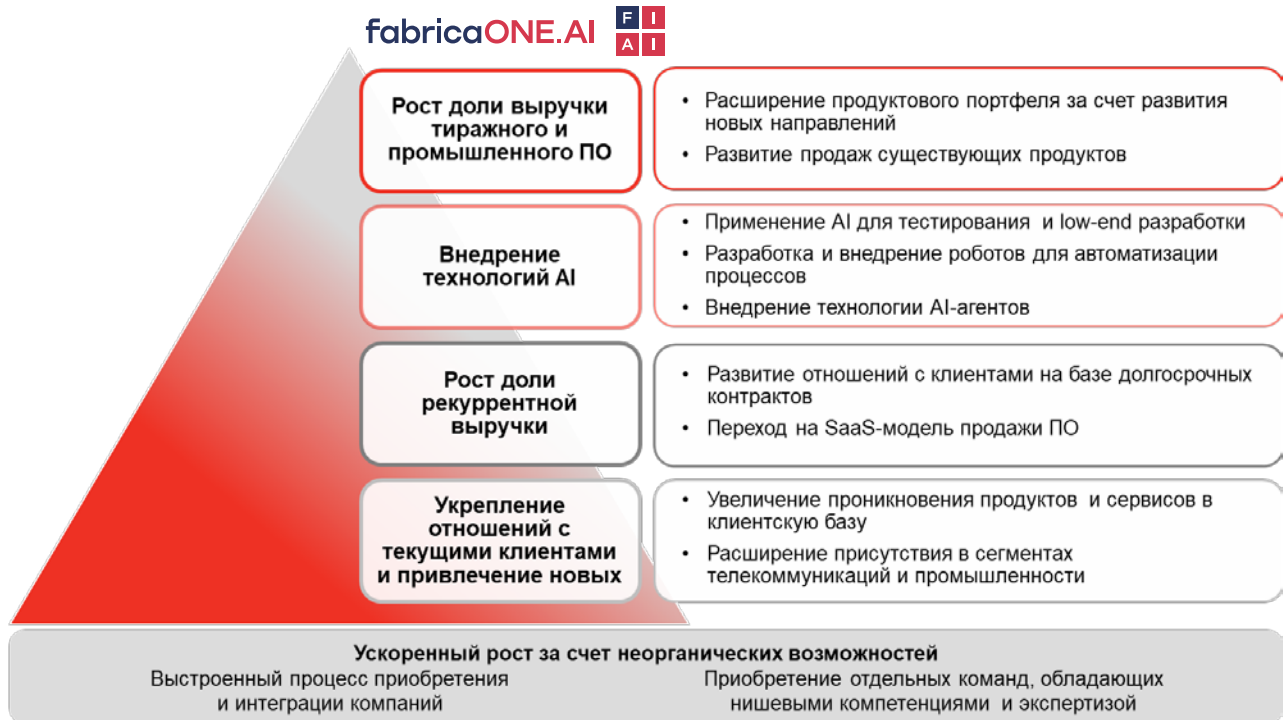 fabricaONE.AI
F I
A I
Рост доли выручки
тиражного и
промышленного ПО
• Расширение продуктового портфеля за счет развития
новых направлений
• Развитие продаж существующих продуктов
Внедрение
технологий AI
• Применение AI для тестирования и low-end разработки
• Разработка и внедрение роботов для автоматизации
процессов
• Внедрение технологии AI-агентов
Рост доли
рекуррентной
выручки
• Развитие отношений с клиентами на базе долгосрочных
контрактов
• Переход на SaaS-модель продажи ПО
Укрепление
отношений с
текущими клиентами
и привлечение новых
• Увеличение проникновения продуктов и сервисов в
клиентскую базу
• Расширение присутствия в сегментах
телекоммуникаций и промышленности
Ускоренный рост за счет неорганических возможностей
Выстроенный процесс приобретения
и интеграции компаний
Приобретение отдельных команд, обладающих
нишевыми компетенциями и экспертизой